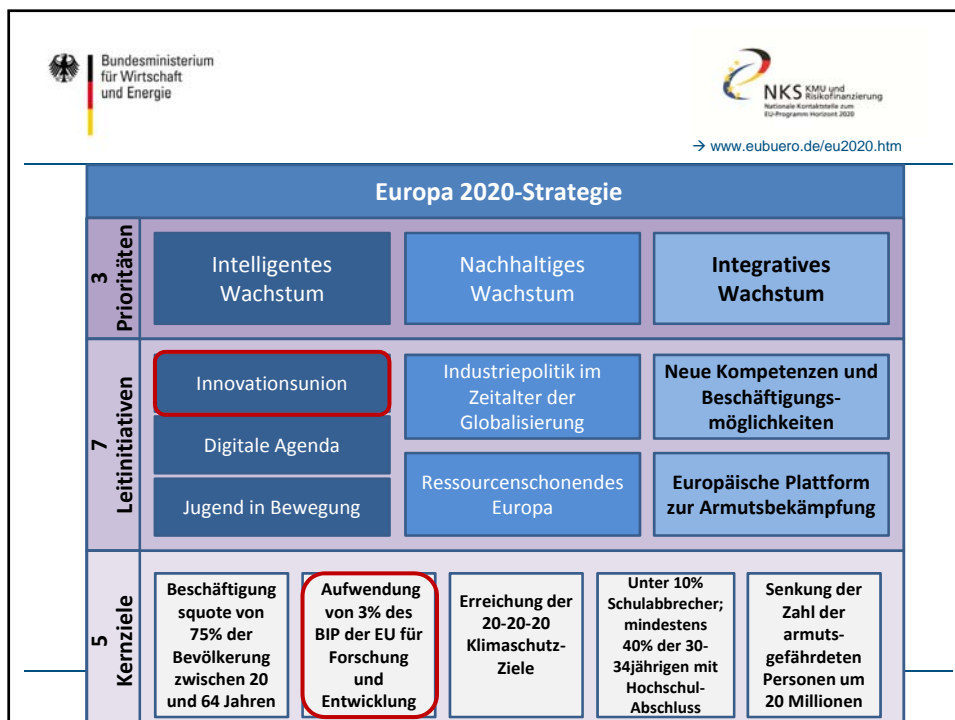 Bundesministerium
für Wirtschaft
und Energie
NKS KMU und
Risikofinanzierung
Nationale Kontaktstelle zum
EU-Programm Horizont 2020
→ www.eubuero.de/eu2020.htm
Europa 2020-Strategie
3
Prioritäten
Intelligentes
Wachstum
Nachhaltiges
Wachstum
Integratives
Wachstum
7
Leitinitiativen
Innovationsunion
Digitale Agenda
Jugend in Bewegung
Industriepolitik im
Zeitalter der
Globalisierung
Ressourcenschonendes
Europa
Neue Kompetenzen und
Beschäftigungs-
möglichkeiten
Europäische Plattform
zur Armutsbekämpfung
5
Kernziele
Beschäftigung
squote von
75% der
Bevölkerung
zwischen 20
und 64 Jahren
Aufwendung
von 3% des
BIP der EU für
Forschung
und
Entwicklung
Erreichung der
20-20-20
Klimaschutz-
Ziele
Unter 10%
Schulabbrecher;
mindestens
40% der 30-
34jährigen mit
Hochschul-
Abschluss
Senkung der
Zahl der
armuts-
gefährdeten
Personen um
20 Millionen